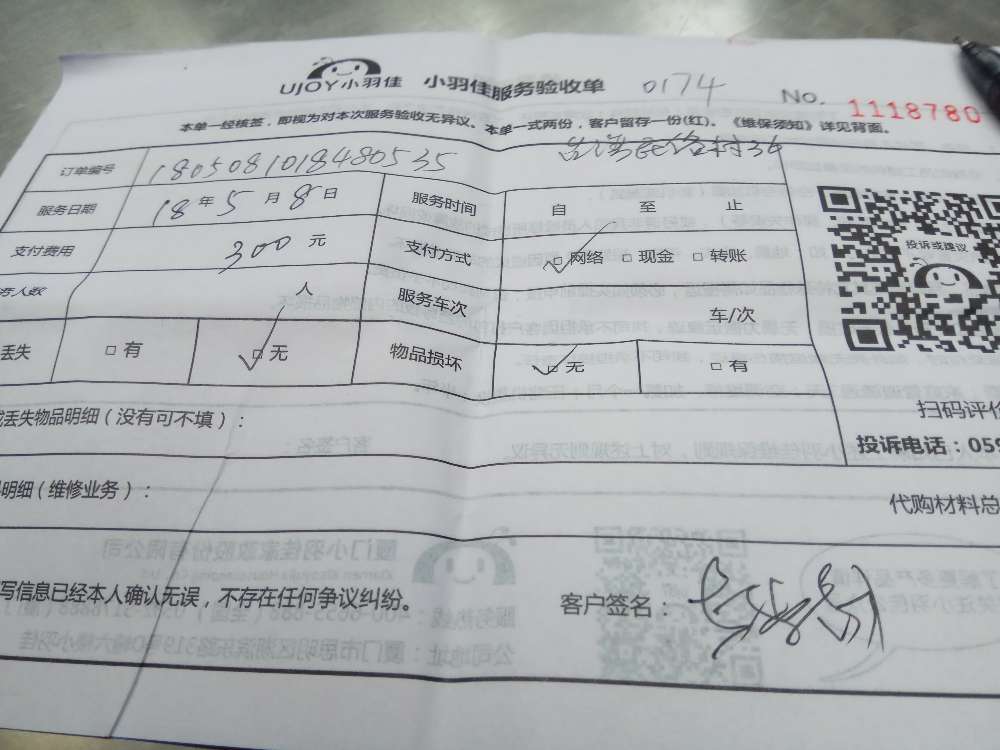 UJOY小羽佳 小羽佳服务验收单 0174 No. 1118780
本单一经核签，即视为对本次服务验收无异议。本单一式两份，客户留存一份(红)。《维保须知》详见背面。
订单编号 1805081018480535
服务日期 18年5月8日 服务时间 自 至 止
支付费用 300元 支付方式 ☑网络 □现金 □转账
人数 人 服务车次 车/次
丢失 □有 ☑无 物品损坏 ☑无 □有
投诉或建议
扫码评价
丢失物品明细（没有可不填）：
投诉电话：059
明细（维修业务）：
代购材料总
写信息已经本人确认无误，不存在任何争议纠纷。 客户签名：